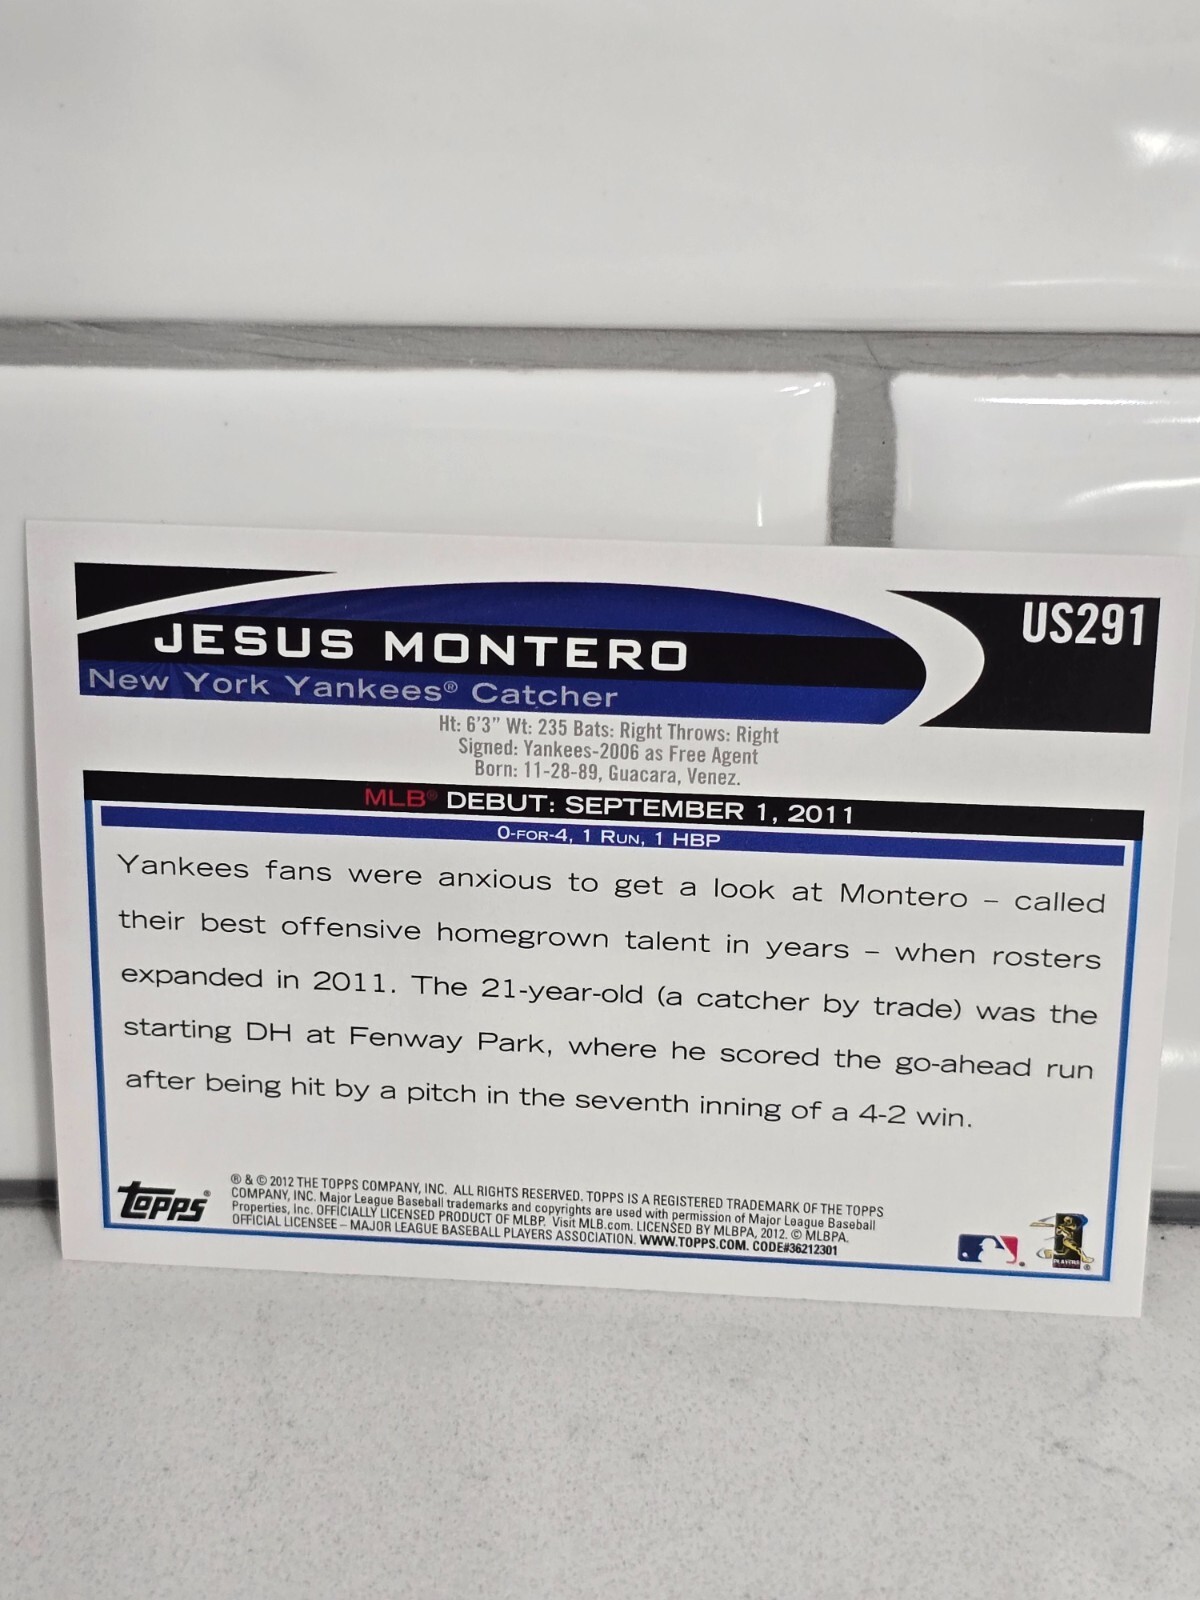 US291
JESUS MONTERO
New York Yankees® Catcher
Ht: 6'3" Wt: 235 Bats: Right Throws: Right
Signed: Yankees-2006 as Free Agent
Born: 11-28-89, Guacara, Venez.
MLB® DEBUT: SEPTEMBER 1, 2011
0-FOR-4, 1 RUN, 1 HBP
Yankees fans were anxious to get a look at Montero – called
their best offensive homegrown talent in years – when rosters
expanded in 2011. The 21-year-old (a catcher by trade) was the
starting DH at Fenway Park, where he scored the go-ahead run
after being hit by a pitch in the seventh inning of a 4-2 win.
Topps®
® & © 2012 THE TOPPS COMPANY, INC. ALL RIGHTS RESERVED. TOPPS IS A REGISTERED TRADEMARK OF THE TOPPS
COMPANY, INC. Major League Baseball trademarks and copyrights are used with permission of Major League Baseball
Properties, Inc. OFFICIALLY LICENSED PRODUCT OF MLBP. Visit MLB.com. LICENSED BY MLBPA, 2012. © MLBPA.
OFFICIAL LICENSEE – MAJOR LEAGUE BASEBALL PLAYERS ASSOCIATION. WWW.TOPPS.COM. CODE#36212301
PLAYERS
®